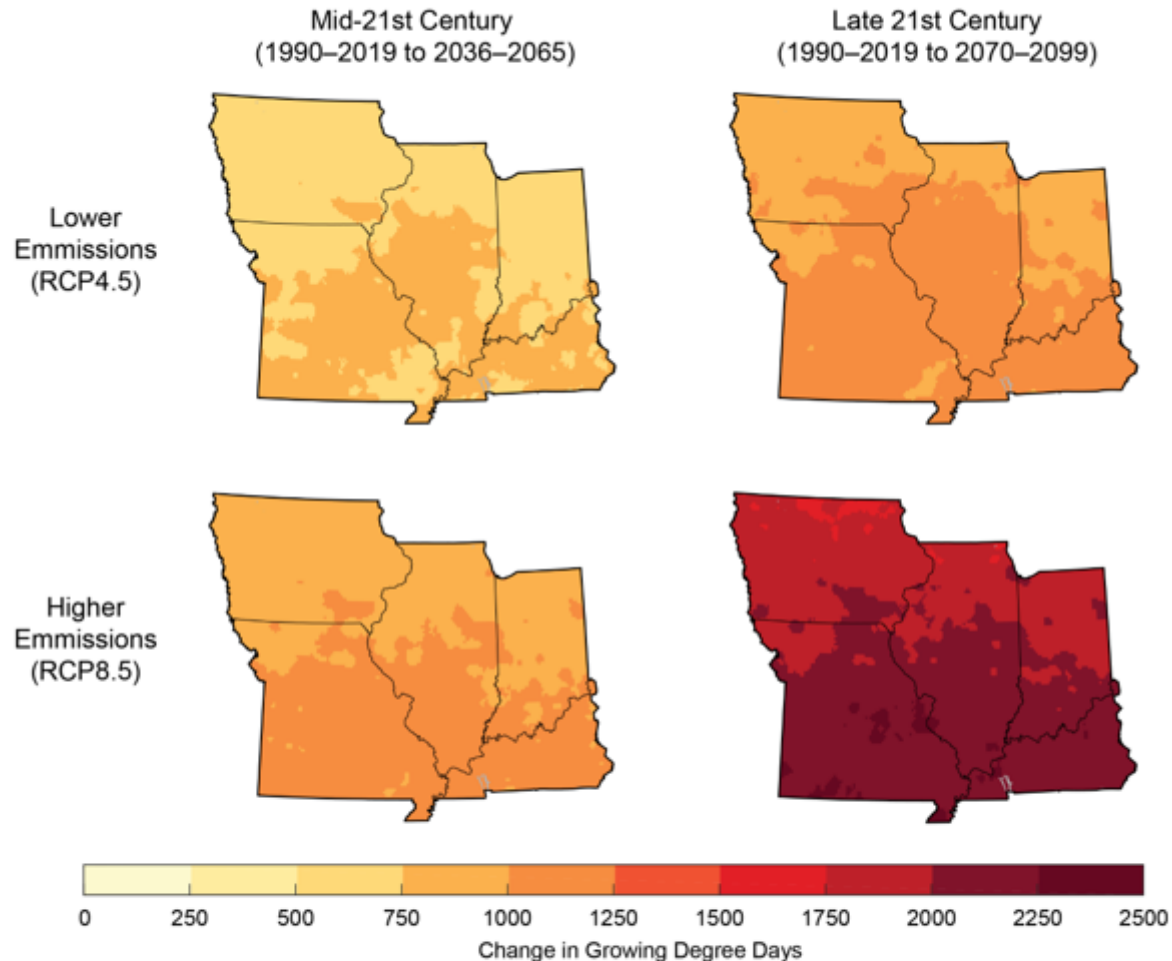 Mid-21st Century
(1990–2019 to 2036–2065)
Late 21st Century
(1990–2019 to 2070–2099)
Lower
Emmissions
(RCP4.5)
Higher
Emmissions
(RCP8.5)
0 250 500 750 1000 1250 1500 1750 2000 2250 2500
Change in Growing Degree Days